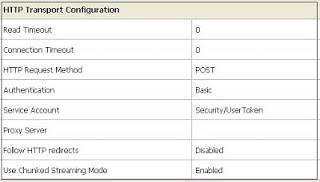 HTTP Transport Configuration
Read Timeout 0
Connection Timeout 0
HTTP Request Method POST
Authentication Basic
Service Account Security/UserToken
Proxy Server
Follow HTTP redirects Disabled
Use Chunked Streaming Mode Enabled